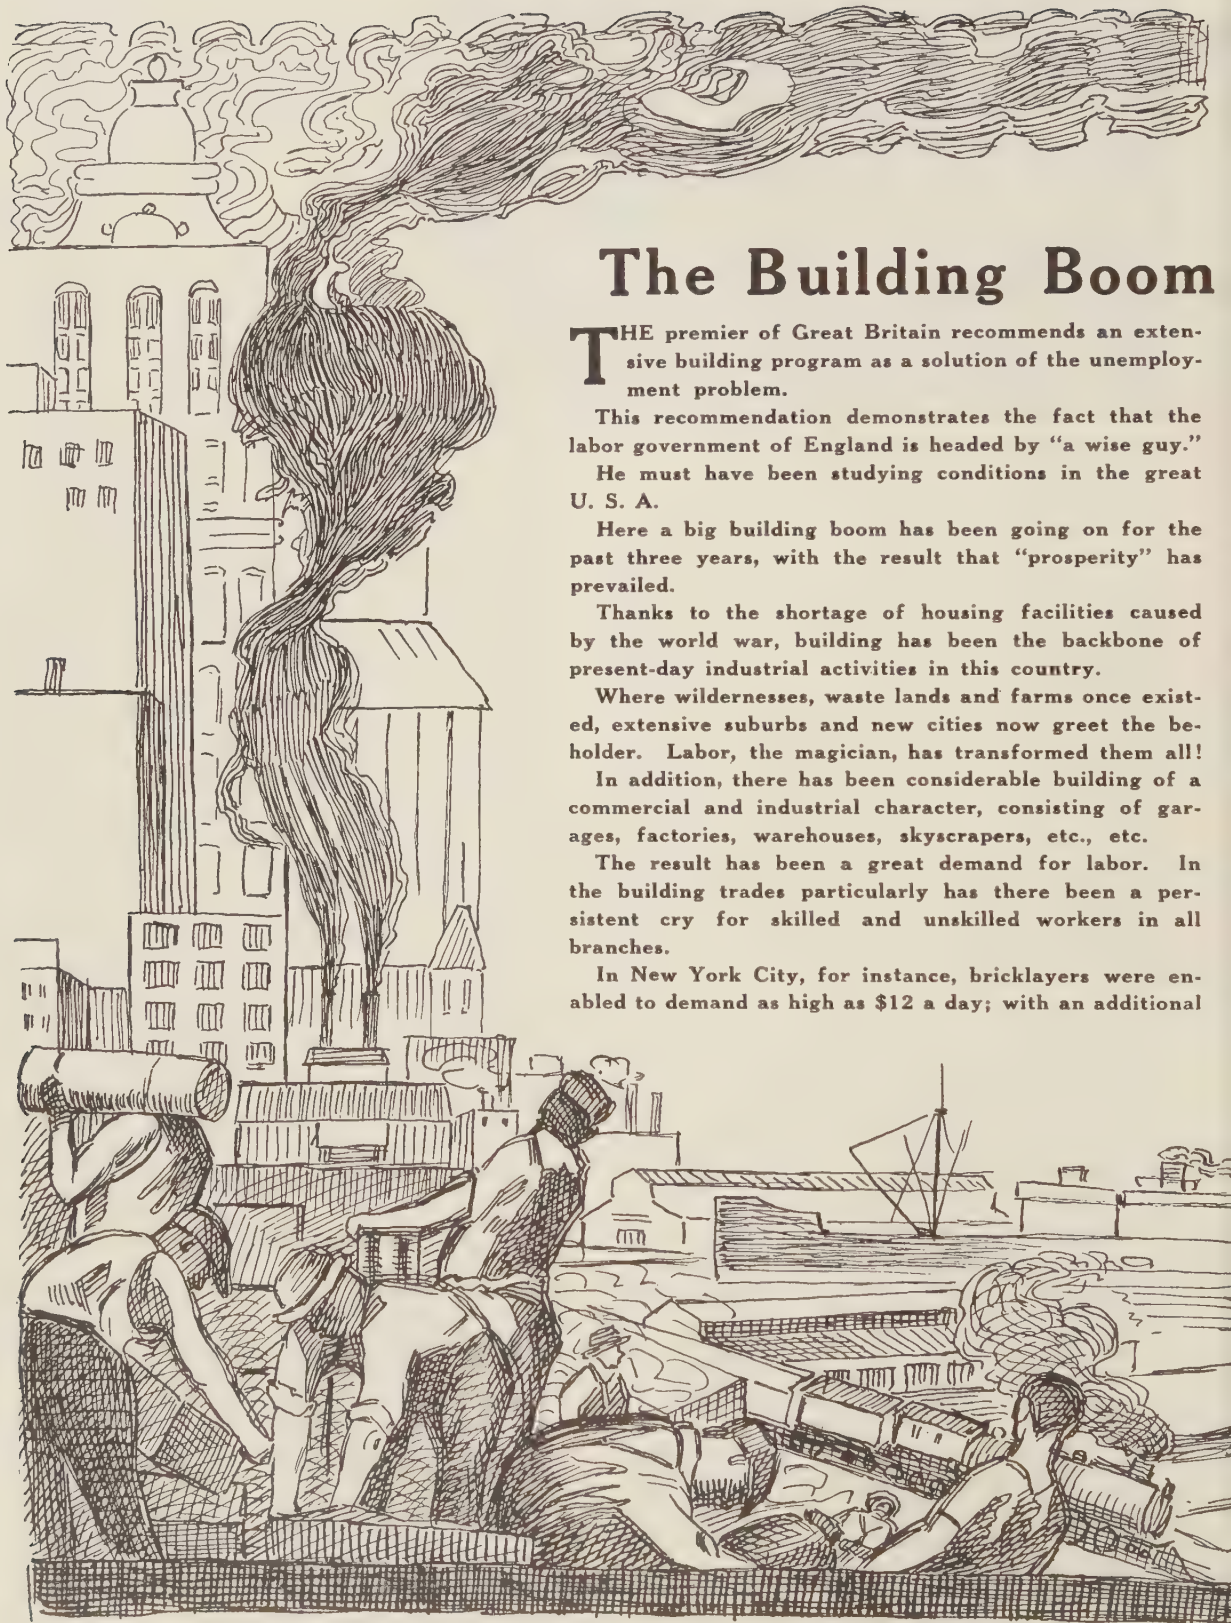 The Building Boom
THE premier of Great Britain recommends an exten-
sive building program as a solution of the unemploy-
ment problem.
This recommendation demonstrates the fact that the
labor government of England is headed by “a wise guy.”
He must have been studying conditions in the great
U. S. A.
Here a big building boom has been going on for the
past three years, with the result that “prosperity” has
prevailed.
Thanks to the shortage of housing facilities caused
by the world war, building has been the backbone of
present-day industrial activities in this country.
Where wildernesses, waste lands and farms once exist-
ed, extensive suburbs and new cities now greet the be-
holder. Labor, the magician, has transformed them all!
In addition, there has been considerable building of a
commercial and industrial character, consisting of gar-
ages, factories, warehouses, skyscrapers, etc., etc.
The result has been a great demand for labor. In
the building trades particularly has there been a per-
sistent cry for skilled and unskilled workers in all
branches.
In New York City, for instance, bricklayers were en-
abled to demand as high as $12 a day; with an additional